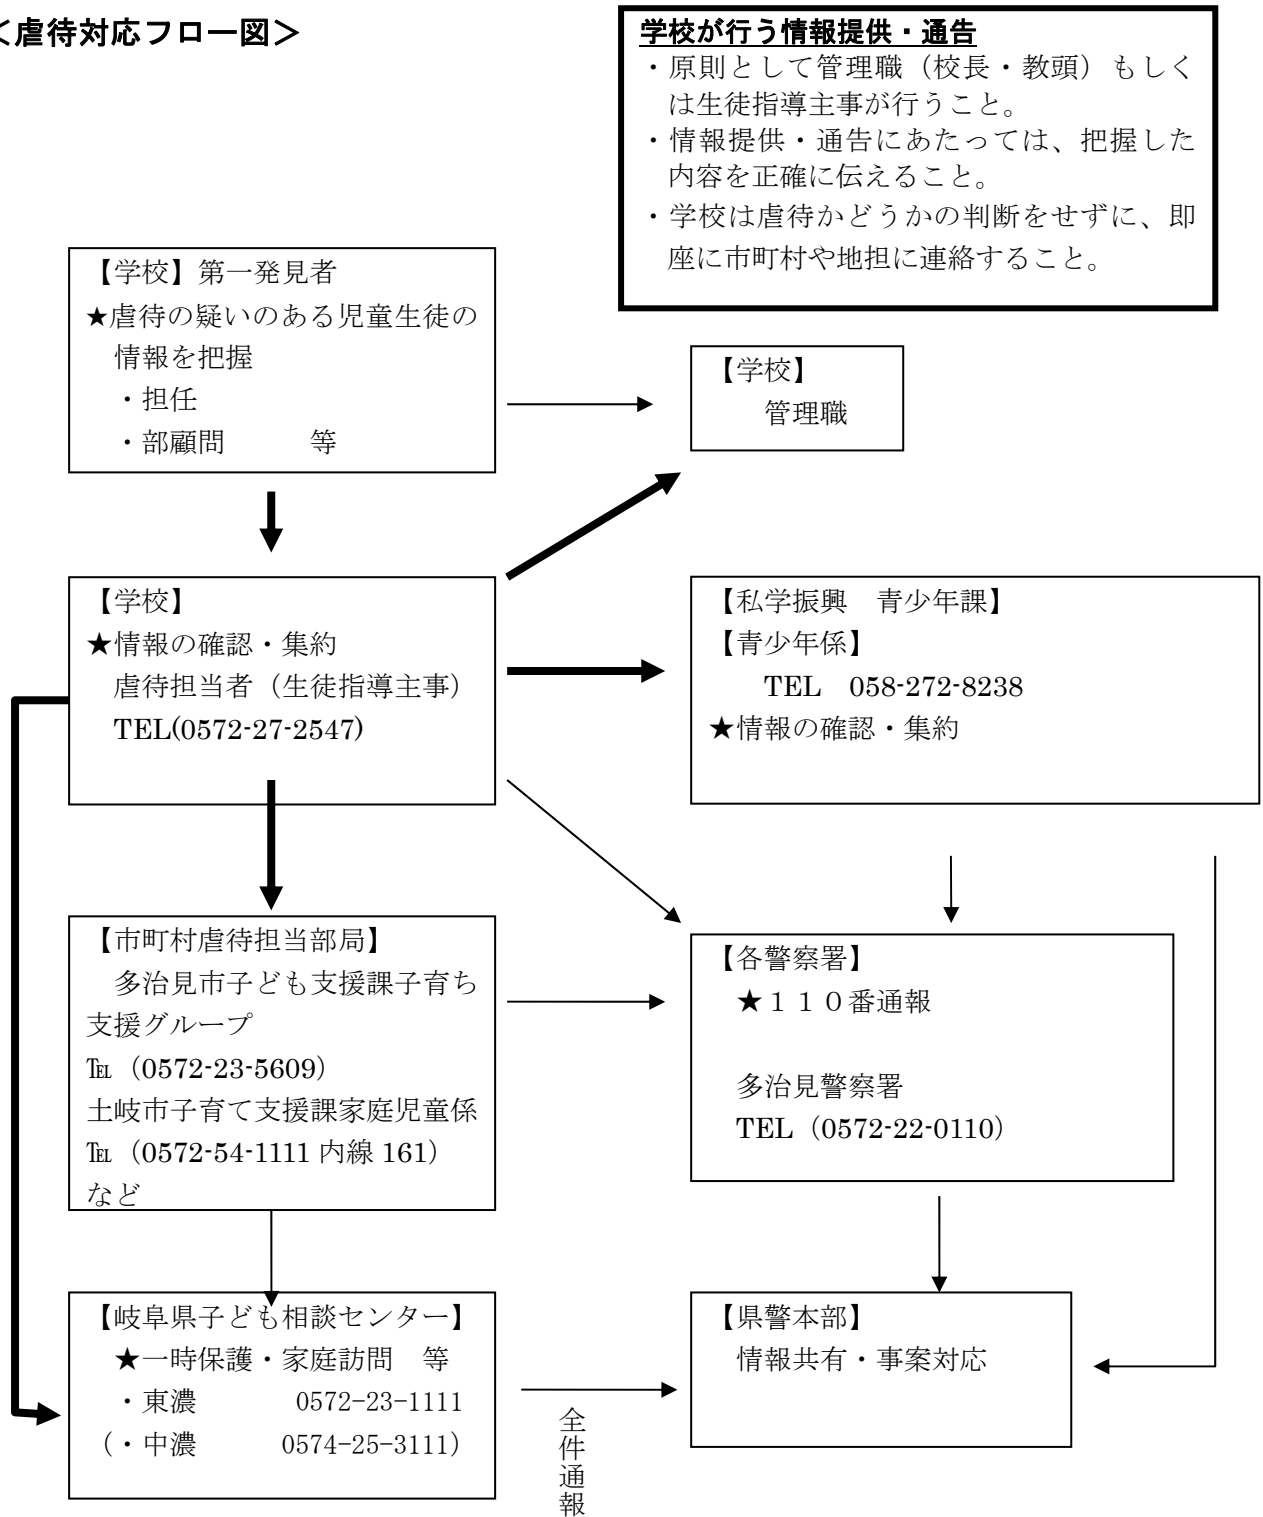 ＜虐待対応フロー図＞
学校が行う情報提供・通告
・原則として管理職（校長・教頭）もしく
は生徒指導主事が行うこと。
・情報提供・通告にあたっては、把握した
内容を正確に伝えること。
・学校は虐待かどうかの判断をせずに、即
座に市町村や地担に連絡すること。
【学校】第一発見者
★虐待の疑いのある児童生徒の
情報を把握
・担任
・部顧問　　　等
【学校】
管理職
【学校】
★情報の確認・集約
虐待担当者（生徒指導主事）
TEL(0572-27-2547)
【私学振興　青少年課】
【青少年係】
TEL　058-272-8238
★情報の確認・集約
【市町村虐待担当部局】
多治見市子ども支援課子育ち
支援グループ
℡（0572-23-5609）
土岐市子育て支援課家庭児童係
℡（0572-54-1111 内線 161）
など
【各警察署】
★１１０番通報
多治見警察署
TEL（0572-22-0110）
【岐阜県子ども相談センター】
★一時保護・家庭訪問　等
・東濃　　　0572−23−1111
（・中濃　　　0574−25−3111）
全件通報
【県警本部】
情報共有・事案対応